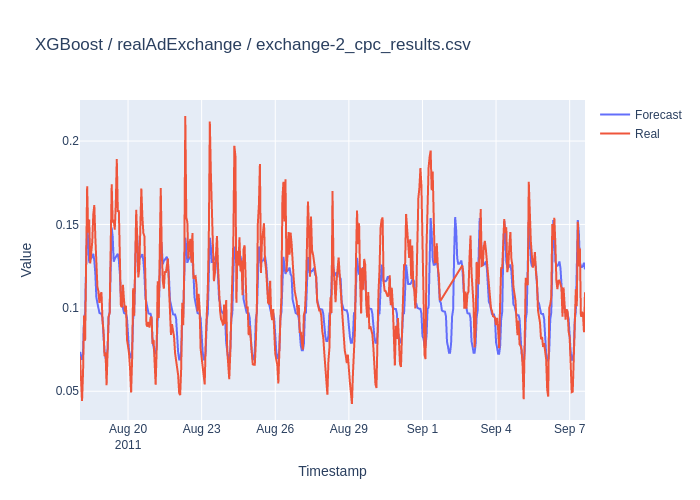 XGBoost / realAdExchange / exchange-2_cpc_results.csv
Forecast
Real
0.2
0.15
0.1
0.05
Value
Aug 20
2011
Aug 23
Aug 26
Aug 29
Sep 1
Sep 4
Sep 7
Timestamp